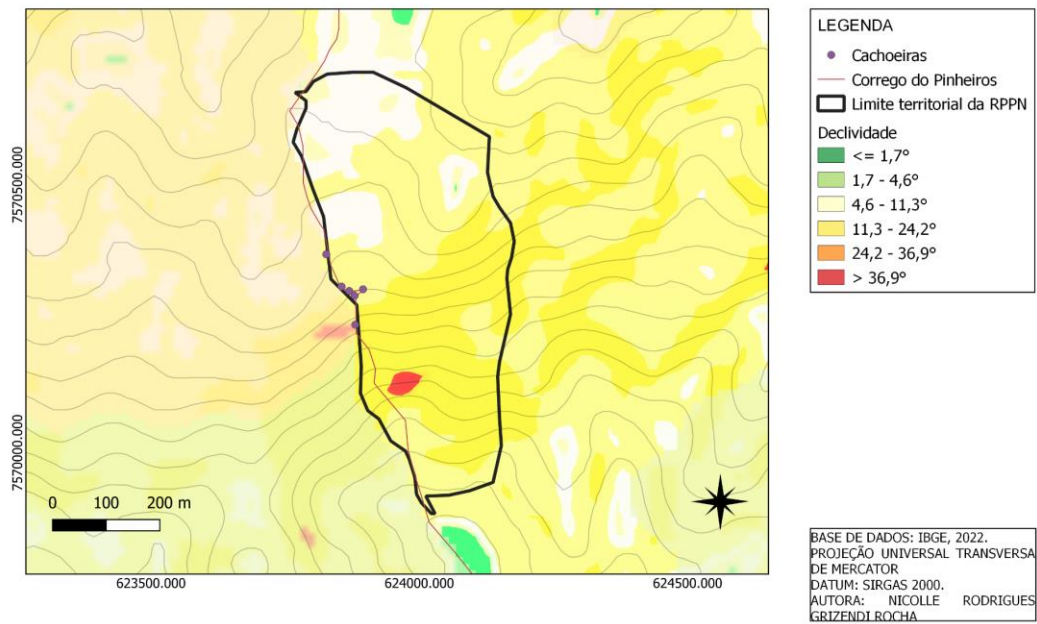 LEGENDA
Cachoeiras
Corrego do Pinheiros
Limite territorial da RPPN
Declividade
<= 1,7°
1,7 - 4,6°
4,6 - 11,3°
11,3 - 24,2°
24,2 - 36,9°
> 36,9°
7570500.000
7570000.000
0 100 200 m
623500.000 624000.000 624500.000
BASE DE DADOS: IBGE, 2022.
PROJEÇÃO UNIVERSAL TRANSVERSA
DE MERCATOR
DATUM: SIRGAS 2000.
AUTORA: NICOLLE RODRIGUES
GRIZENDI ROCHA